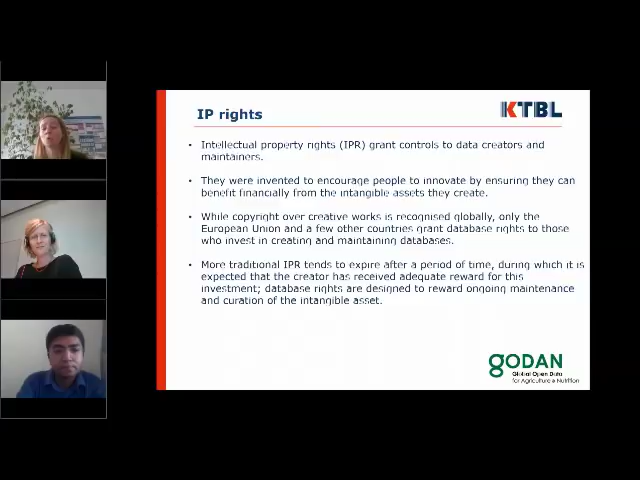 IP rights
KTBL
• Intellectual property rights (IPR) grant controls to data creators and
maintainers.
• They were invented to encourage people to innovate by ensuring they can
benefit financially from the intangible assets they create.
• While copyright over creative works is recognised globally, only the
European Union and a few other countries grant database rights to those
who invest in creating and maintaining databases.
• More traditional IPR tends to expire after a period of time, during which it is
expected that the creator has received adequate reward for this
investment; database rights are designed to reward ongoing maintenance
and curation of the intangible asset.
GODAN
Global Open Data
for Agriculture & Nutrition